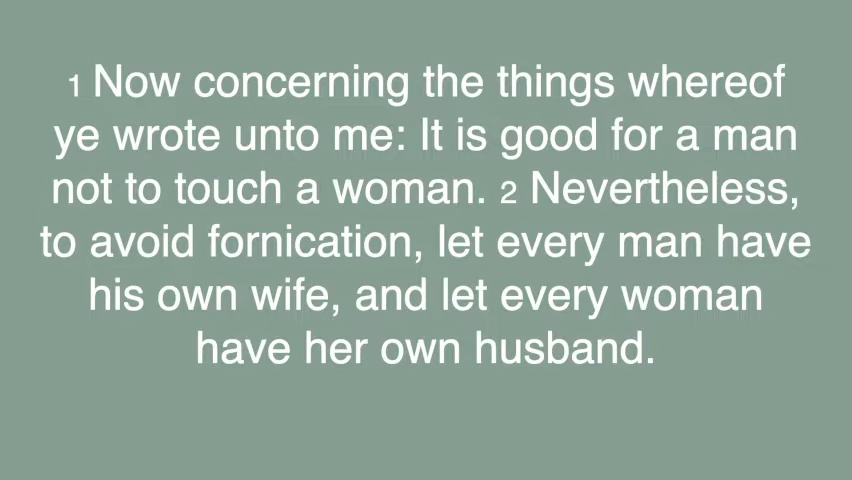 1 Now concerning the things whereof
ye wrote unto me: It is good for a man
not to touch a woman. 2 Nevertheless,
to avoid fornication, let every man have
his own wife, and let every woman
have her own husband.